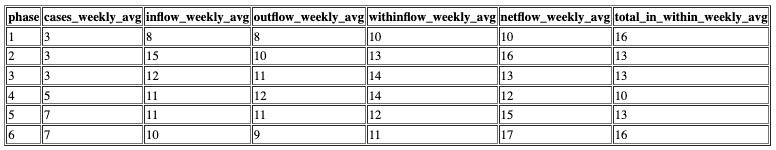 phase cases_weekly_avg inflow_weekly_avg outflow_weekly_avg withinflow_weekly_avg netflow_weekly_avg total_in_within_weekly_avg
1 3 8 8 10 10 16
2 3 15 10 13 16 13
3 3 12 11 14 13 13
4 5 11 12 14 12 10
5 7 11 11 12 15 13
6 7 10 9 11 17 16